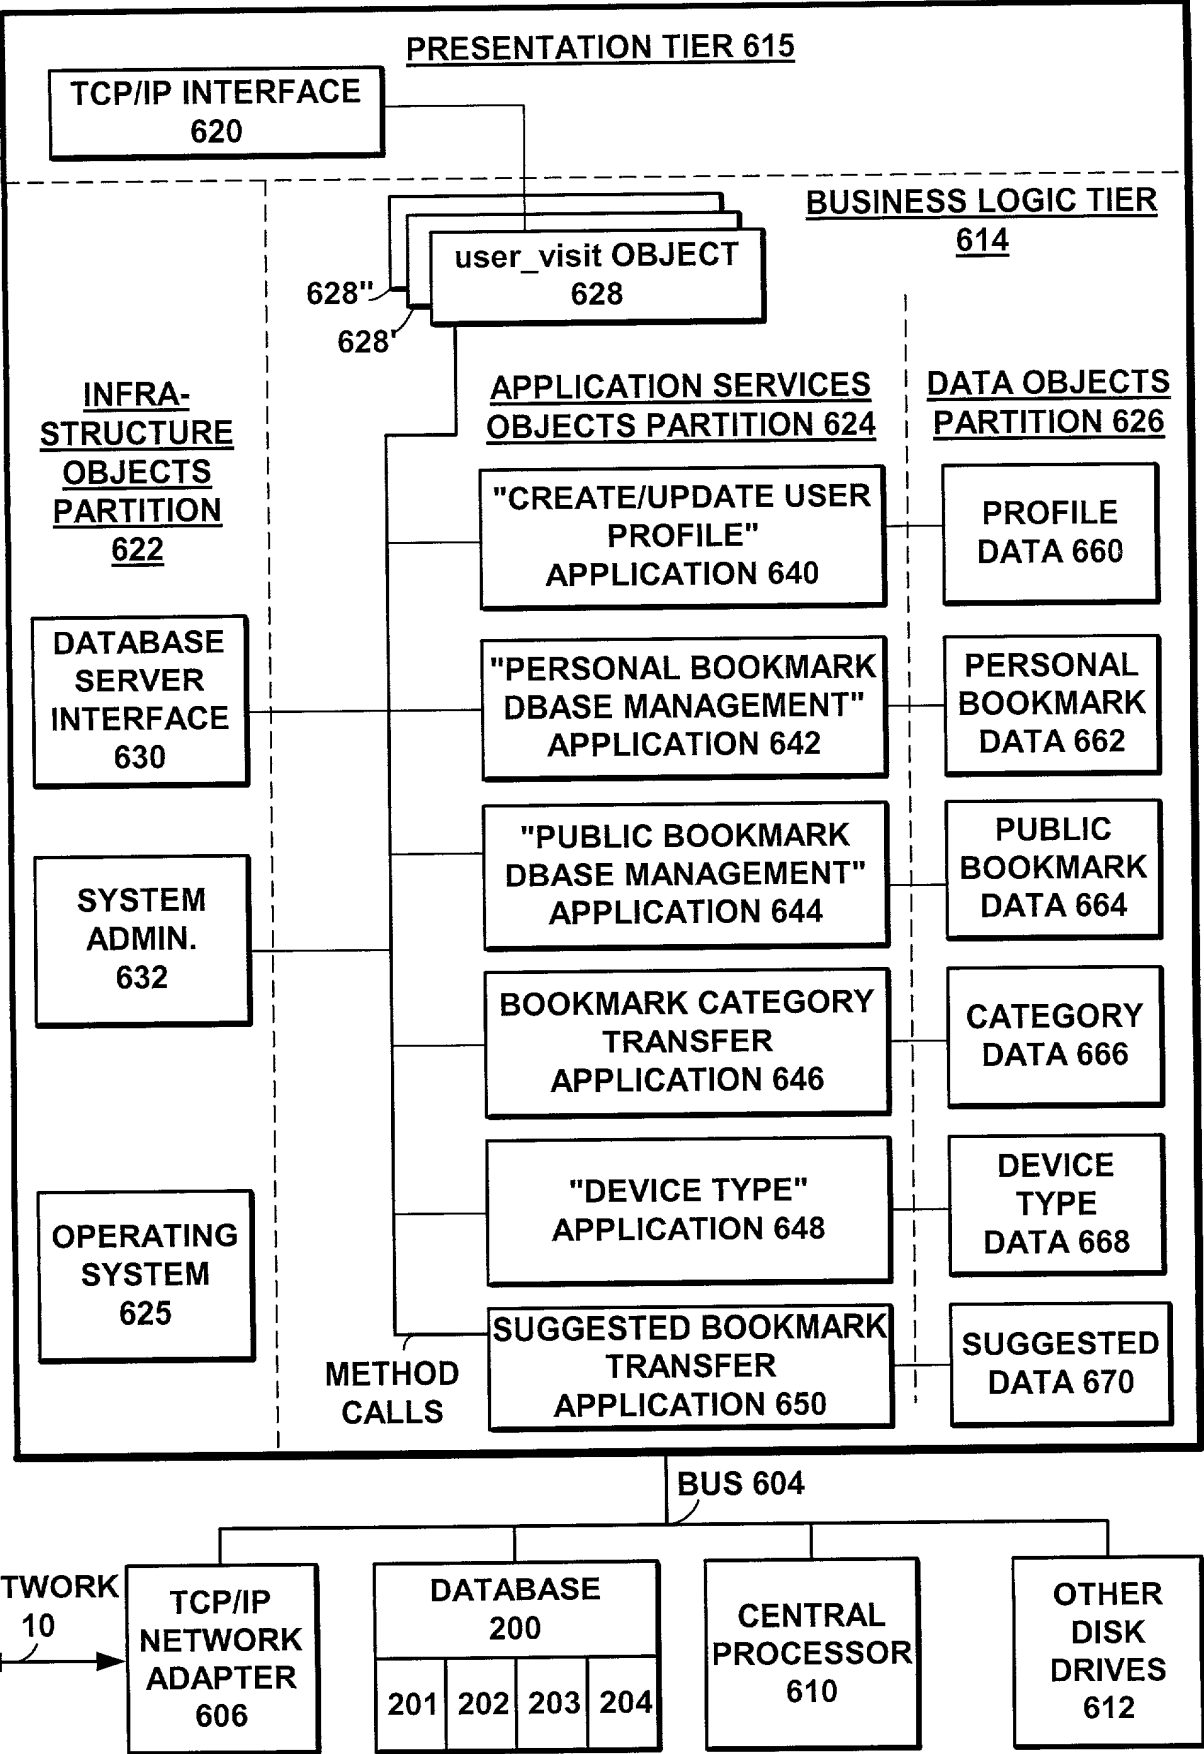 PRESENTATION TIER 615
TCP/IP INTERFACE
620
BUSINESS LOGIC TIER
614
user_visit OBJECT
628
628"
628'
INFRA-
STRUCTURE
OBJECTS
PARTITION
622
APPLICATION SERVICES
OBJECTS PARTITION 624
DATA OBJECTS
PARTITION 626
"CREATE/UPDATE USER
PROFILE"
APPLICATION 640
PROFILE
DATA 660
DATABASE
SERVER
INTERFACE
630
"PERSONAL BOOKMARK
DBASE MANAGEMENT"
APPLICATION 642
PERSONAL
BOOKMARK
DATA 662
"PUBLIC BOOKMARK
DBASE MANAGEMENT"
APPLICATION 644
PUBLIC
BOOKMARK
DATA 664
SYSTEM
ADMIN.
632
BOOKMARK CATEGORY
TRANSFER
APPLICATION 646
CATEGORY
DATA 666
"DEVICE TYPE"
APPLICATION 648
DEVICE
TYPE
DATA 668
OPERATING
SYSTEM
625
SUGGESTED BOOKMARK
TRANSFER
APPLICATION 650
SUGGESTED
DATA 670
METHOD
CALLS
BUS 604
TWORK
10
TCP/IP
NETWORK
ADAPTER
606
DATABASE
200
201 202 203 204
CENTRAL
PROCESSOR
610
OTHER
DISK
DRIVES
612